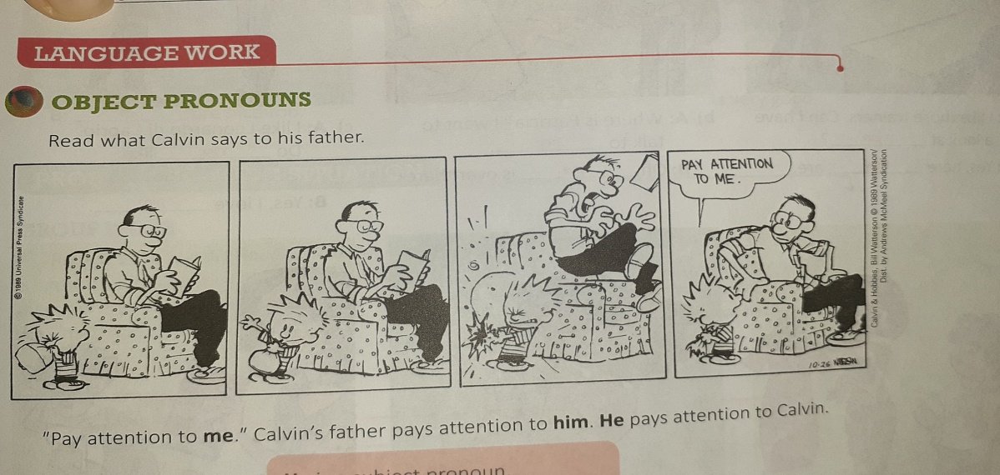 LANGUAGE WORK
OBJECT PRONOUNS
Read what Calvin says to his father.
© 1989 Universal Press Syndicate
PAY ATTENTION
TO ME.
Calvin & Hobbes, Bill Watterson © 1989 Watterson/
Dist. by Andrews McMeel Syndication
10-26
"Pay attention to me." Calvin's father pays attention to him. He pays attention to Calvin.
subject pronoun